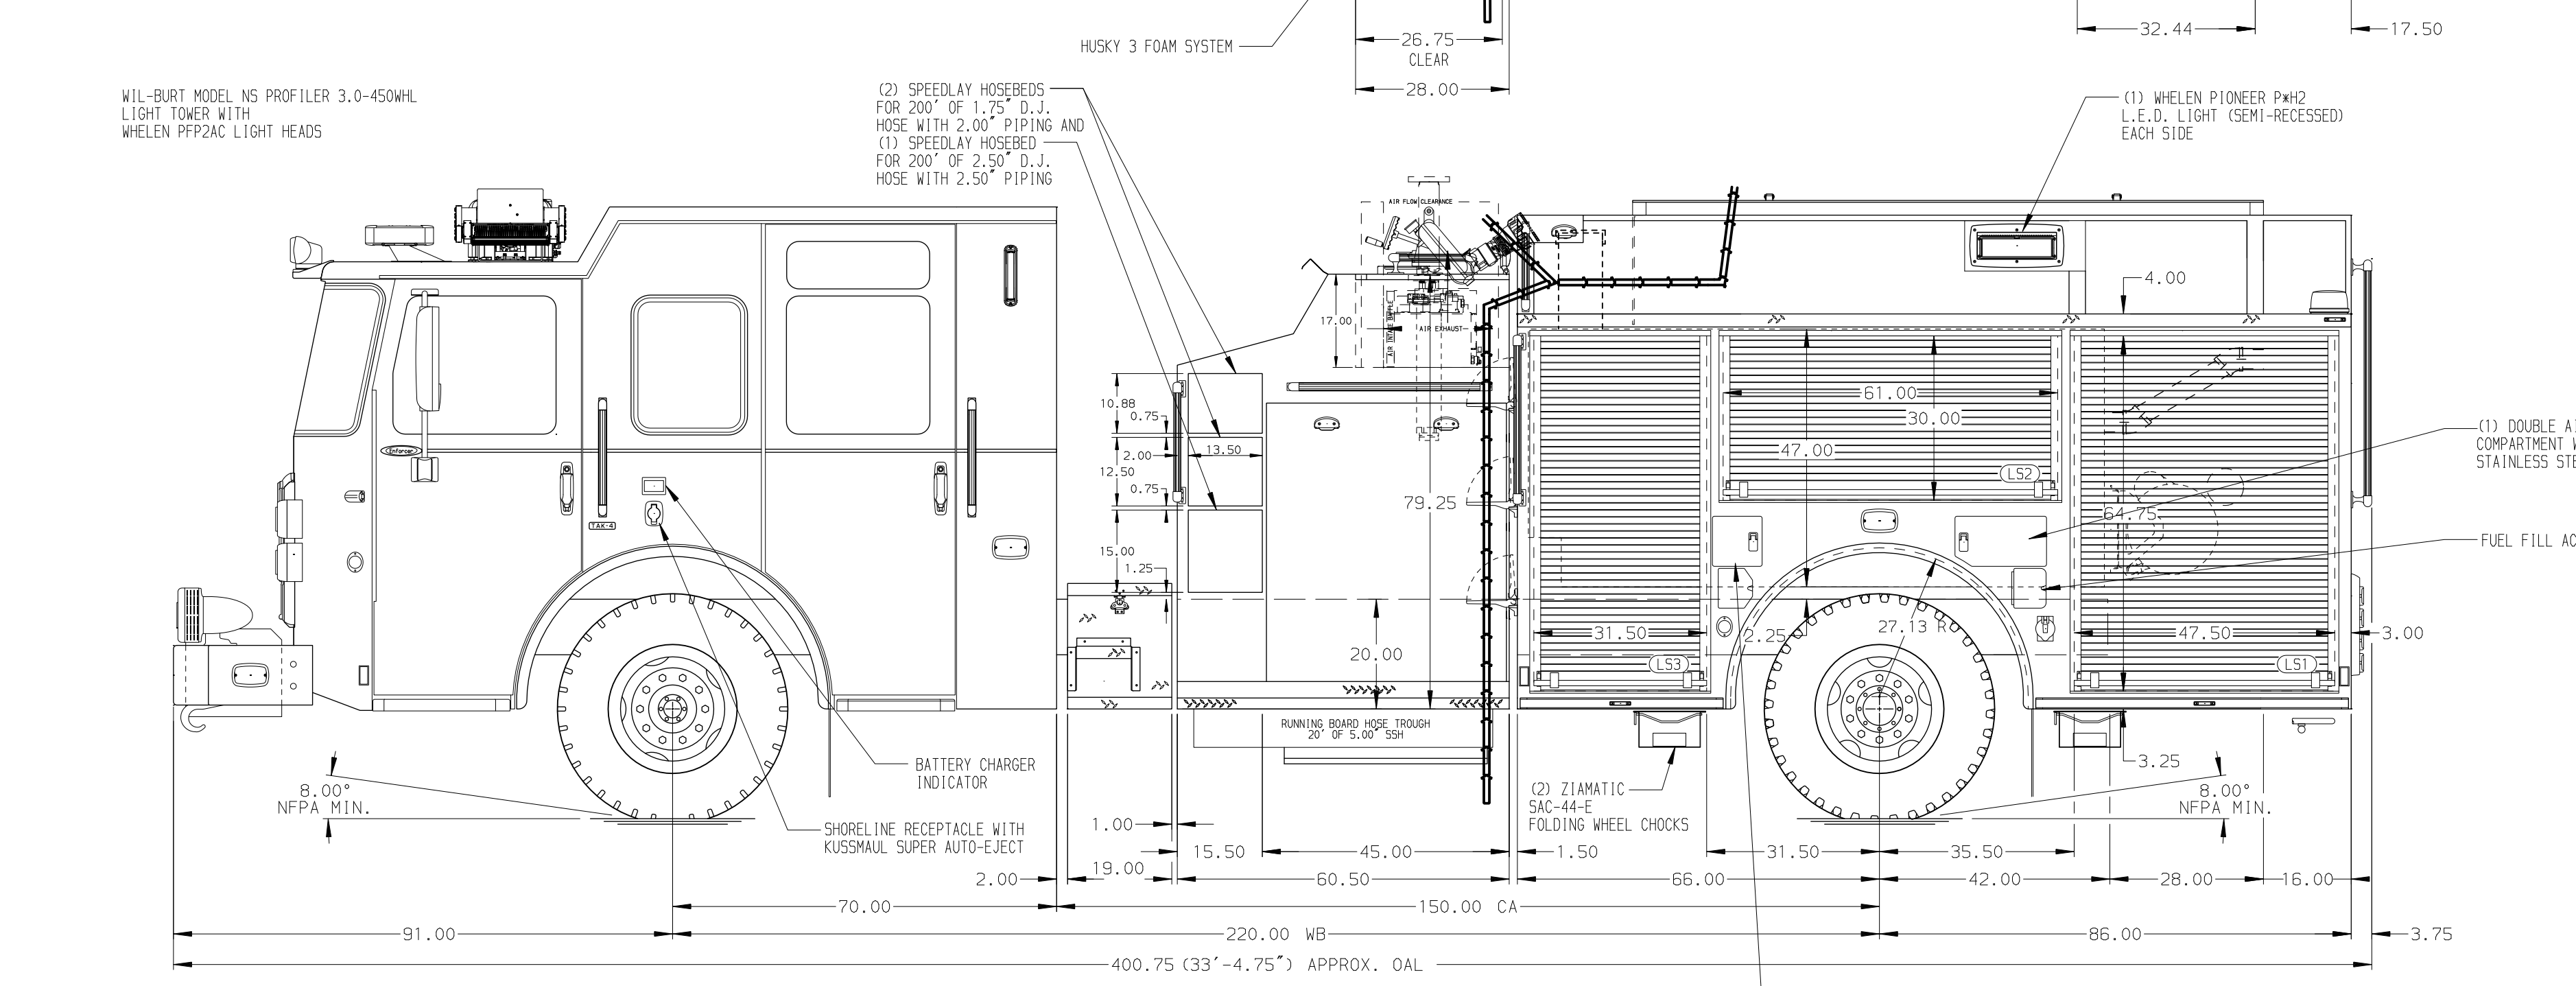 HUSKY 3 FOAM SYSTEM
26.75
CLEAR
28.00
32.44
17.50
WIL-BURT MODEL NS PROFILER 3.0-450WHL
LIGHT TOWER WITH
WHELEN PFP2AC LIGHT HEADS
(2) SPEEDLAY HOSEBEDS
FOR 200' OF 1.75" D.J.
HOSE WITH 2.00" PIPING AND
(1) SPEEDLAY HOSEBED
FOR 200' OF 2.50" D.J.
HOSE WITH 2.50" PIPING
(1) WHELEN PIONEER P*H2
L.E.D. LIGHT (SEMI-RECESSED)
EACH SIDE
AIR FLOW CLEARANCE
17.00
AIR INTAKE BAFFLE
AIR EXHAUST
4.00
10.88
0.75
2.00
13.50
12.50
0.75
15.00
1.25
79.25
20.00
61.00
30.00
47.00
LS2
64.75
(1) DOUBLE AI
COMPARTMENT W
STAINLESS STE
FUEL FILL AC
Enforcer
TAK-4
31.50
LS3
2.25
27.13 R
47.50
LS1
3.00
RUNNING BOARD HOSE TROUGH
20' OF 5.00" SSH
BATTERY CHARGER
INDICATOR
SHORELINE RECEPTACLE WITH
KUSSMAUL SUPER AUTO-EJECT
(2) ZIAMATIC
SAC-44-E
FOLDING WHEEL CHOCKS
8.00°
NFPA MIN.
3.25
8.00°
NFPA MIN.
1.00
15.50
45.00
1.50
31.50
35.50
2.00
19.00
60.50
66.00
42.00
28.00
16.00
70.00
150.00 CA
91.00
220.00 WB
86.00
3.75
400.75 (33'-4.75") APPROX. OAL